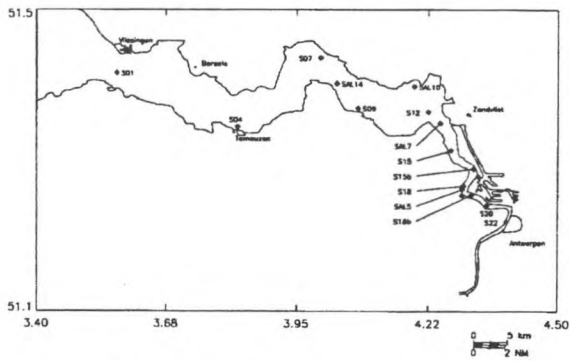 51.5
Vlissingen
Borsele
S01
S07
SAL14
SAL10
S09
S12
Zandvliet
S04
Terneuzen
SAL7
S15
S15b
S18
SAL5
S18b
S20
S22
Antwerpen
51.1
3.40 3.68 3.95 4.22 4.50
0 5 km
0 2 NM